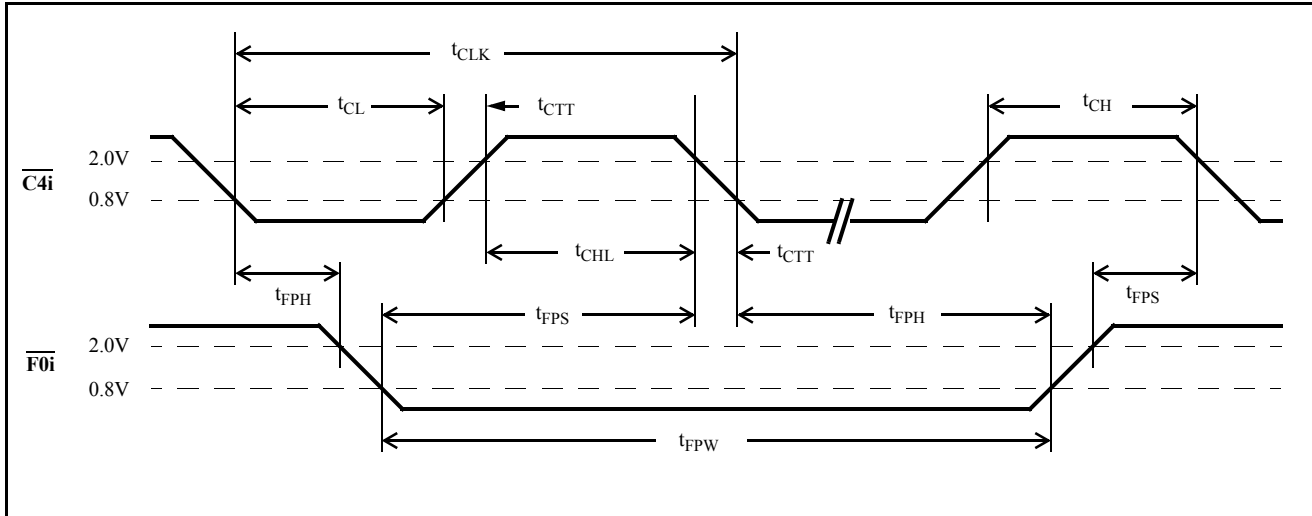 tCLK
tCL
tCTT
tCH
2.0V
C4i
0.8V
tCHL
tCTT
tFPH
tFPS
tFPH
tFPS
2.0V
F0i
0.8V
tFPW